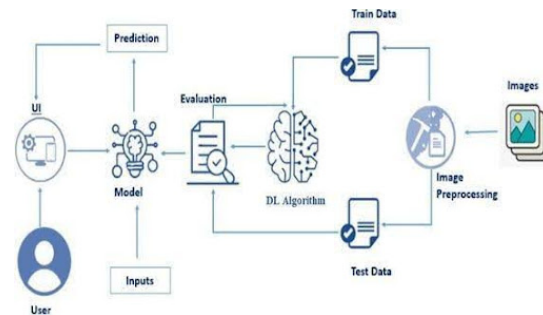 Train Data
Prediction
Images
UI
Evaluation
Model
DL Algorithm
Image
Preprocessing
Inputs
Test Data
User